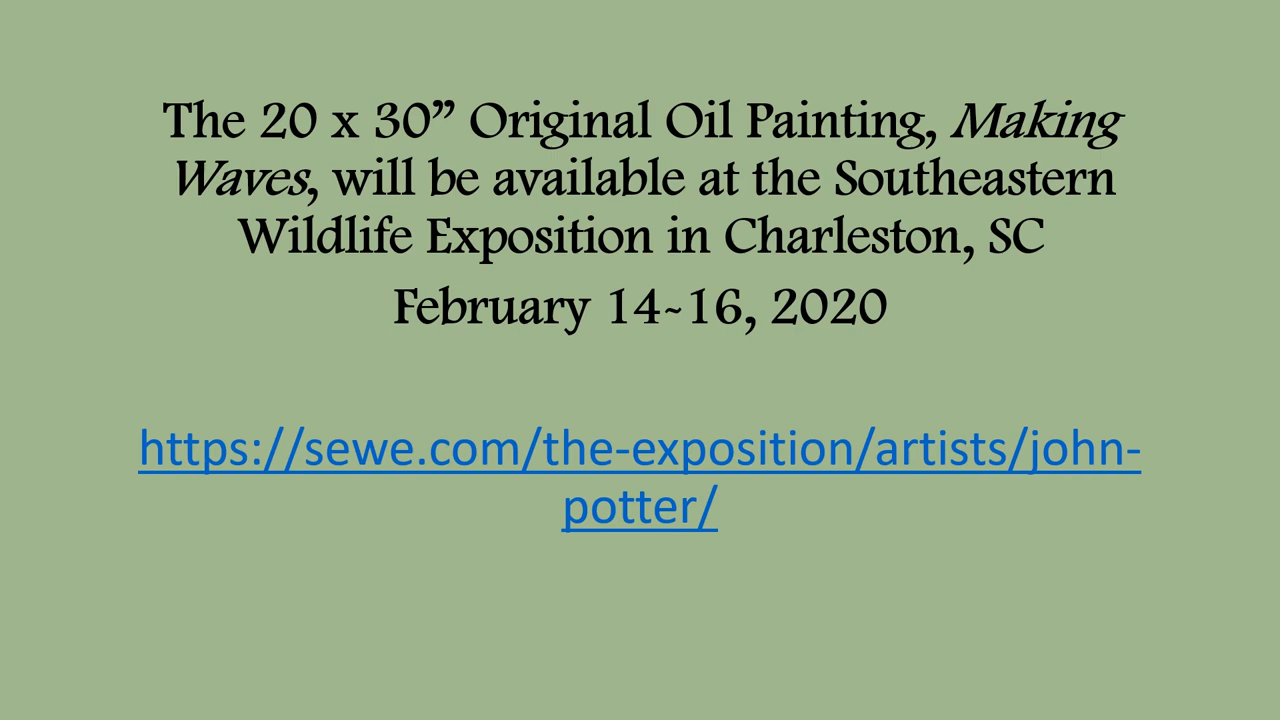 The 20 x 30” Original Oil Painting, Making
Waves, will be available at the Southeastern
Wildlife Exposition in Charleston, SC
February 14~16, 2020
https://sewe.com/the-exposition/artists/john-
potter/